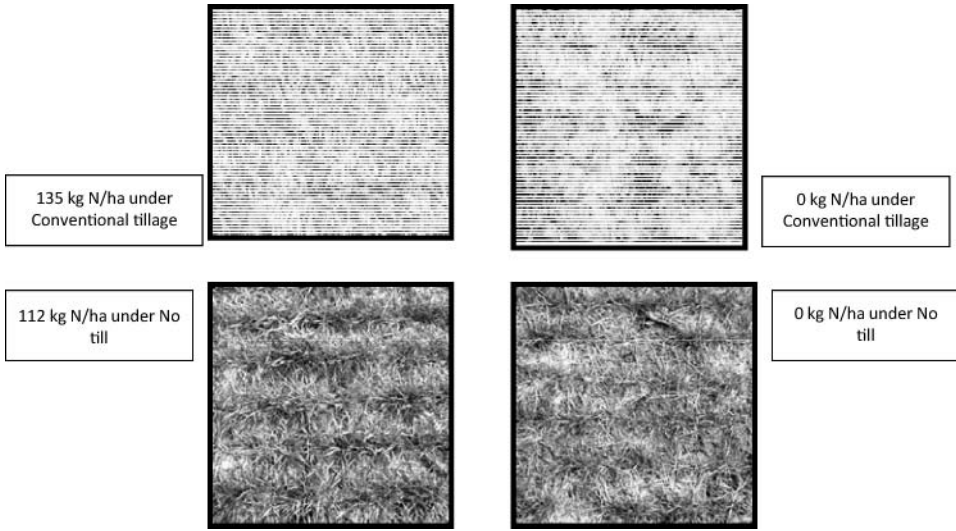 135 kg N/ha under
Conventional tillage
0 kg N/ha under
Conventional tillage
112 kg N/ha under No
till
0 kg N/ha under No
till